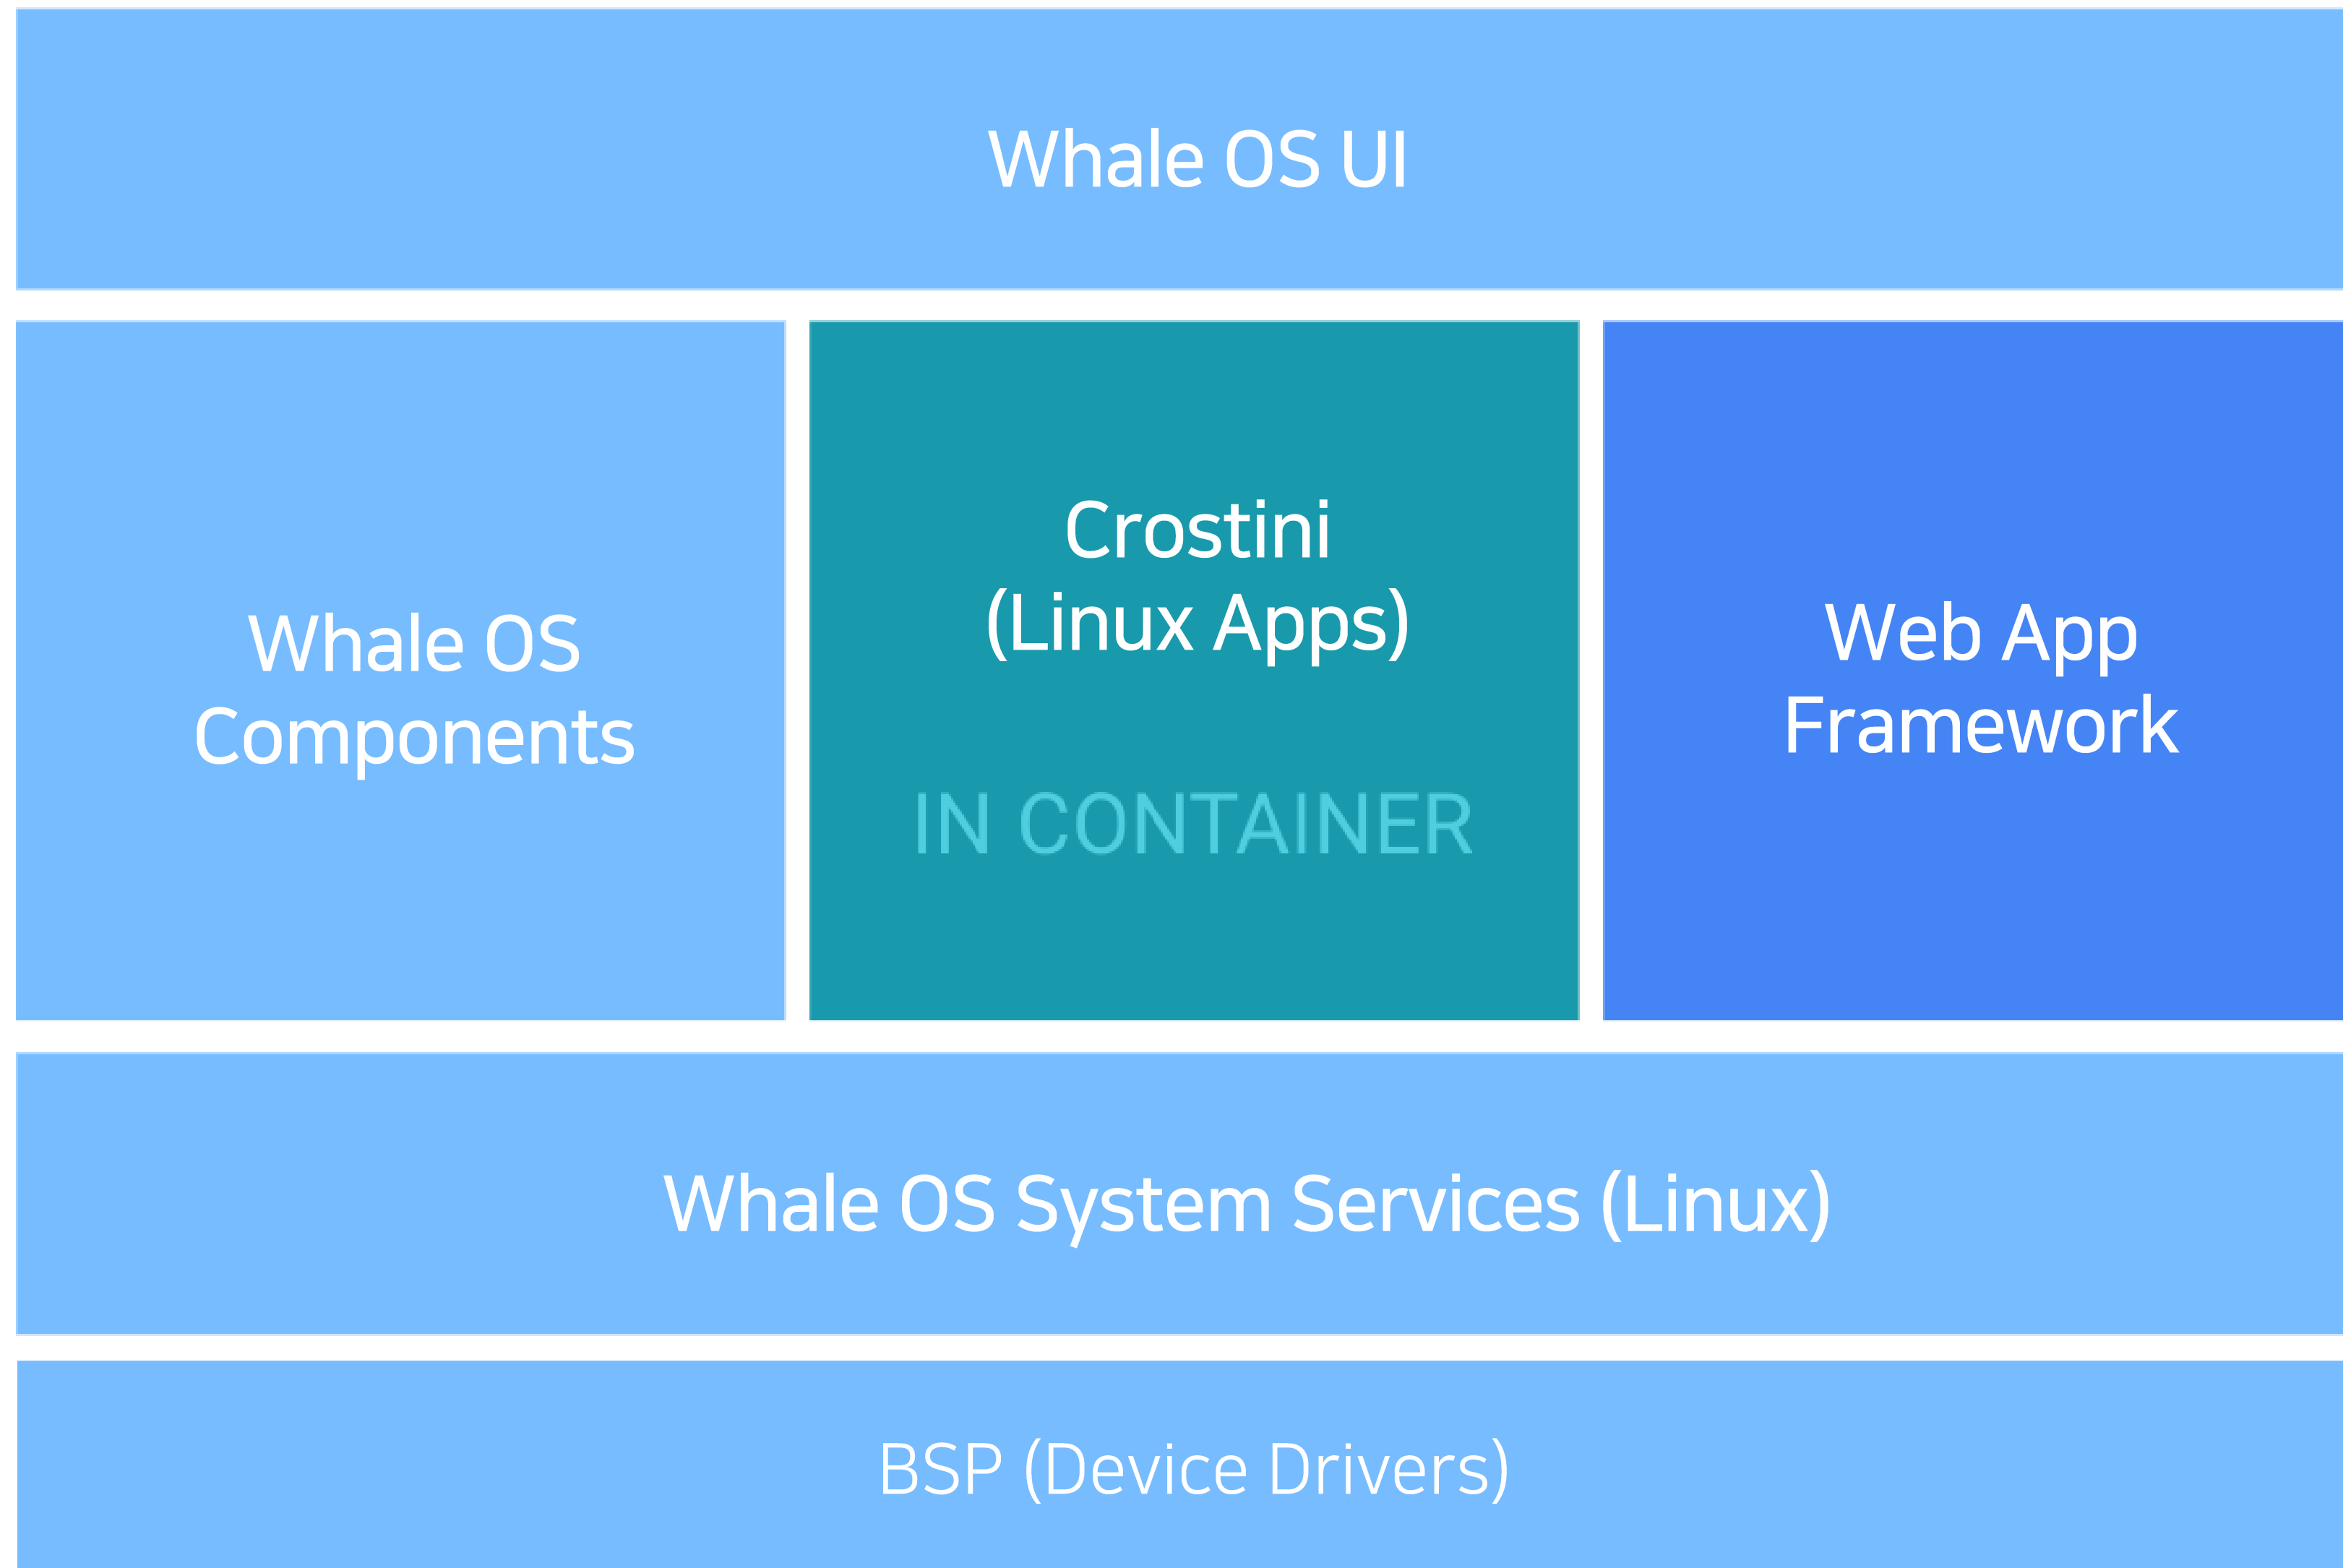 Whale OS UI
Whale OS
Components
Crostini
(Linux Apps)
IN CONTAINER
Web App
Framework
Whale OS System Services (Linux)
BSP (Device Drivers)